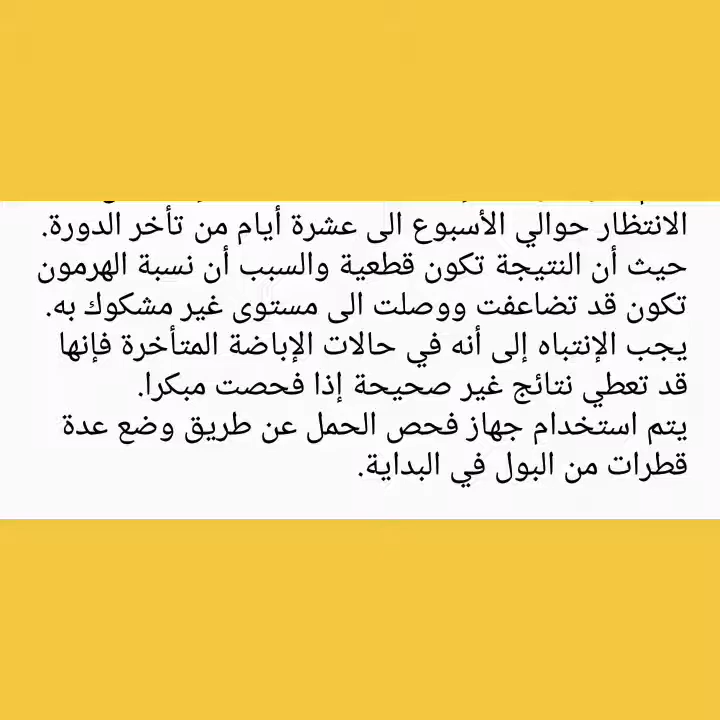 الانتظار حوالي الأسبوع الى عشرة أيام من تأخر الدورة.
حيث أن النتيجة تكون قطعية والسبب أن نسبة الهرمون
تكون قد تضاعفت ووصلت الى مستوى غير مشكوك به.
يجب الإنتباه إلى أنه في حالات الإباضة المتأخرة فإنها
قد تعطي نتائج غير صحيحة إذا فحصت مبكرا.
يتم استخدام جهاز فحص الحمل عن طريق وضع عدة
قطرات من البول في البداية.